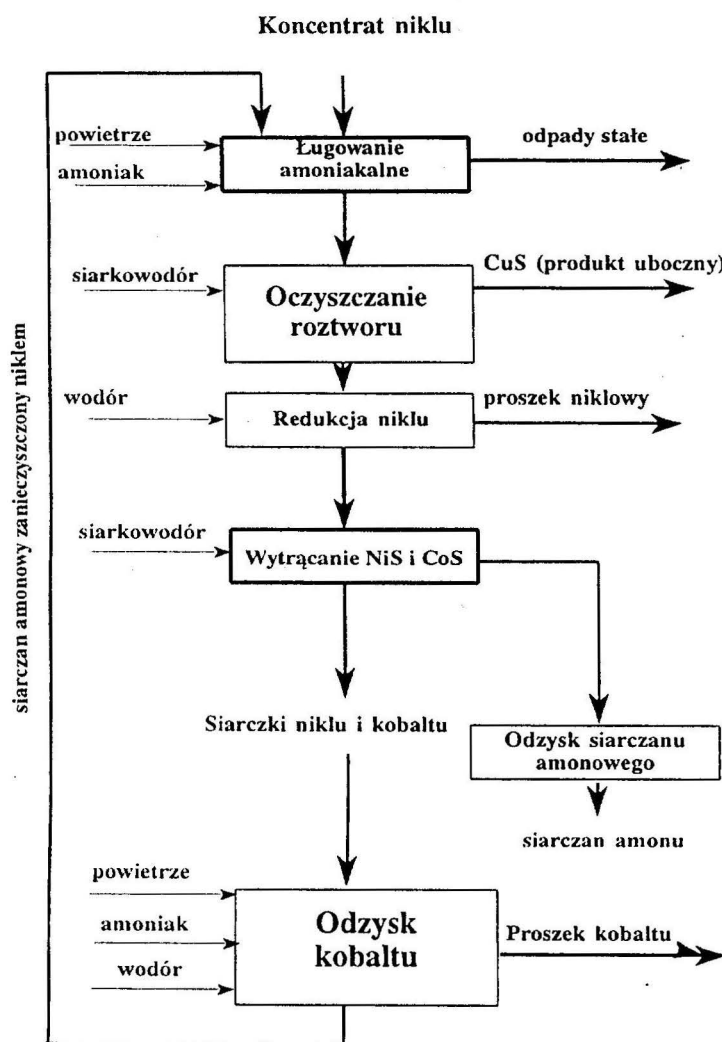 Koncentrat niklu
powietrze
amoniak
Ługowanie
amoniakalne
odpady stałe
siarkowodór
Oczyszczanie
roztworu
CuS (produkt uboczny)
wodór
Redukcja niklu
proszek niklowy
siarkowodór
Wytrącanie NiS i CoS
siarczan amonowy zanieczyszczony niklem
Siarczki niklu i kobaltu
Odzysk siarczanu
amonowego
siarczan amonu
powietrze
amoniak
wodór
Odzysk
kobaltu
Proszek kobaltu